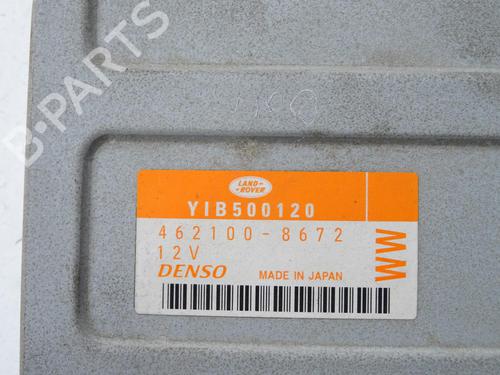 B-PARTS
LAND-
-ROVER
YIB500120
462100-8672
12V
WW
DENSO MADE IN JAPAN